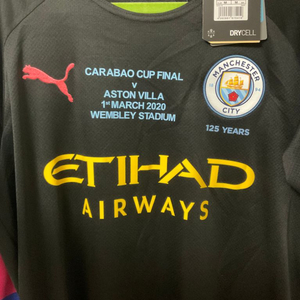 DRYCELL
CARABAO CUP FINAL
v
ASTON VILLA
1st MARCH 2020
WEMBLEY STADIUM
MANCHESTER
CITY
125 YEARS
ETIHAD
AIRWAYS